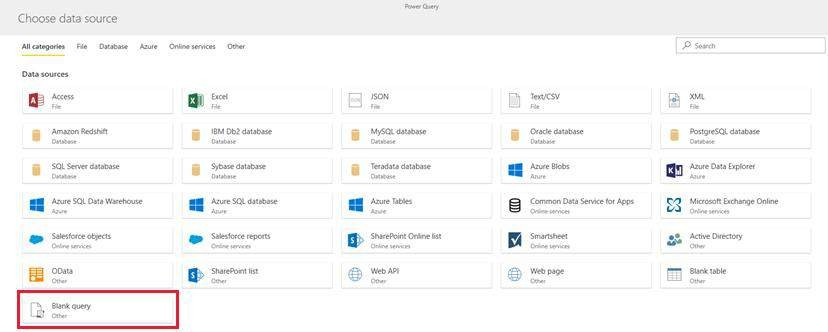 Power Query
Choose data source
All categories File Database Azure Online services Other
Search
Data sources
Access Excel JSON Text/CSV XML
File File File File File
Amazon Redshift IBM Db2 database MySQL database Oracle database PostgreSQL database
Database Database Database Database Database
SQL Server database Sybase database Teradata database Azure Blobs Azure Data Explorer
Database Database Database Azure Azure
Azure SQL Data Warehouse Azure SQL database Azure Tables Common Data Service for Apps Microsoft Exchange Online
Azure Azure Azure Online services Online services
Salesforce objects Salesforce reports SharePoint Online list Smartsheet Active Directory
Online services Online services Online services Online services Other
OData SharePoint list Web API Web page Blank table
Other Other Other Other Other
Blank query
Other